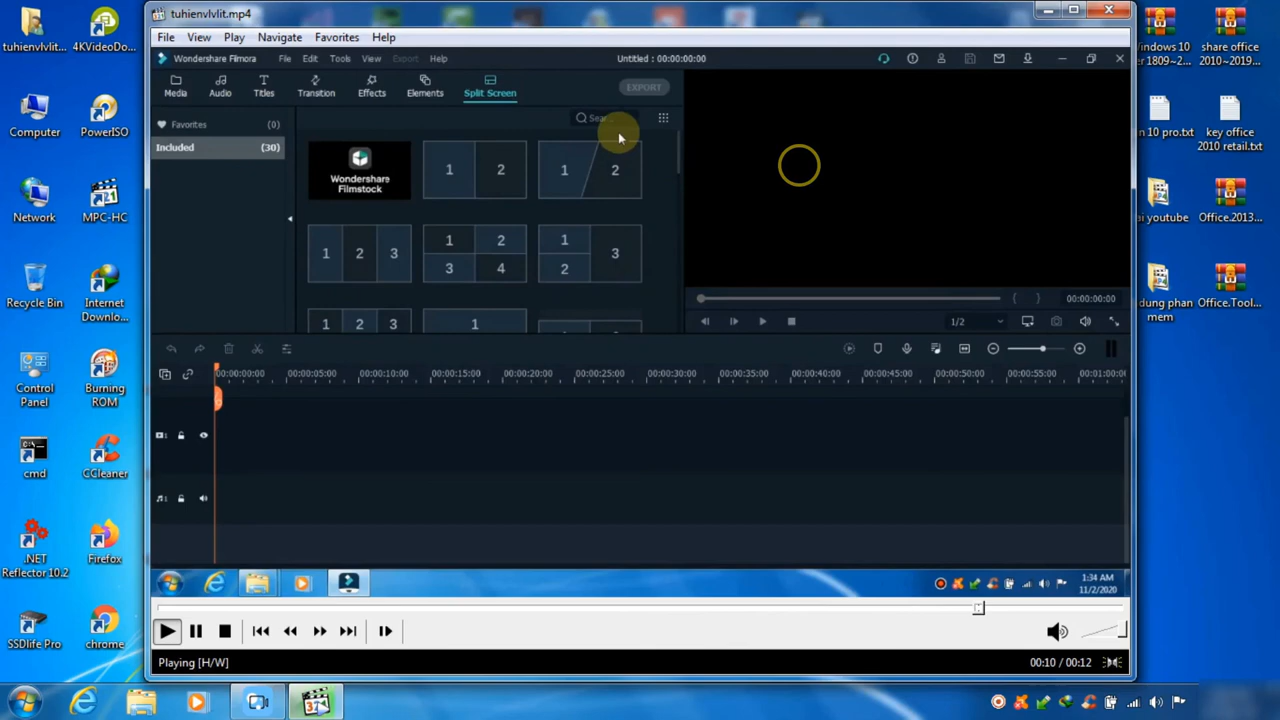 tuhienvlvlit.mp4
File View Play Navigate Favorites Help
Wondershare Filmora File Edit Tools View Export Help Untitled : 00:00:00:00
Media Audio Titles Transition Effects Elements Split Screen EXPORT
Favorites (0)
Included (30)
Wondershare
Filmstock
1 2
1 2
1 2 3
1 2
3 4
1
2
3
1 2 3
1
00:00:00:00
1/2
00:00:00:00 00:00:05:00 00:00:10:00 00:00:15:00 00:00:20:00 00:00:25:00 00:00:30:00 00:00:35:00 00:00:40:00 00:00:45:00 00:00:50:00 00:00:55:00 00:01:00:00
1
1
1:34 AM
11/2/2020
Playing [H/W] 00:10 / 00:12
tuhienvlvlit...
4KVideoDo...
Computer
PowerISO
Network
MPC-HC
Recycle Bin
Internet
Downlo...
Control
Panel
Burning
ROM
cmd
CCleaner
.NET
Reflector 10.2
Firefox
SSDlife Pro
chrome
Windows 10
1809~2...
share office
2010~2019...
n 10 pro.txt
key office
2010 retail.txt
ai youtube
Office.2013...
dung phan
mem
Office.Tool...